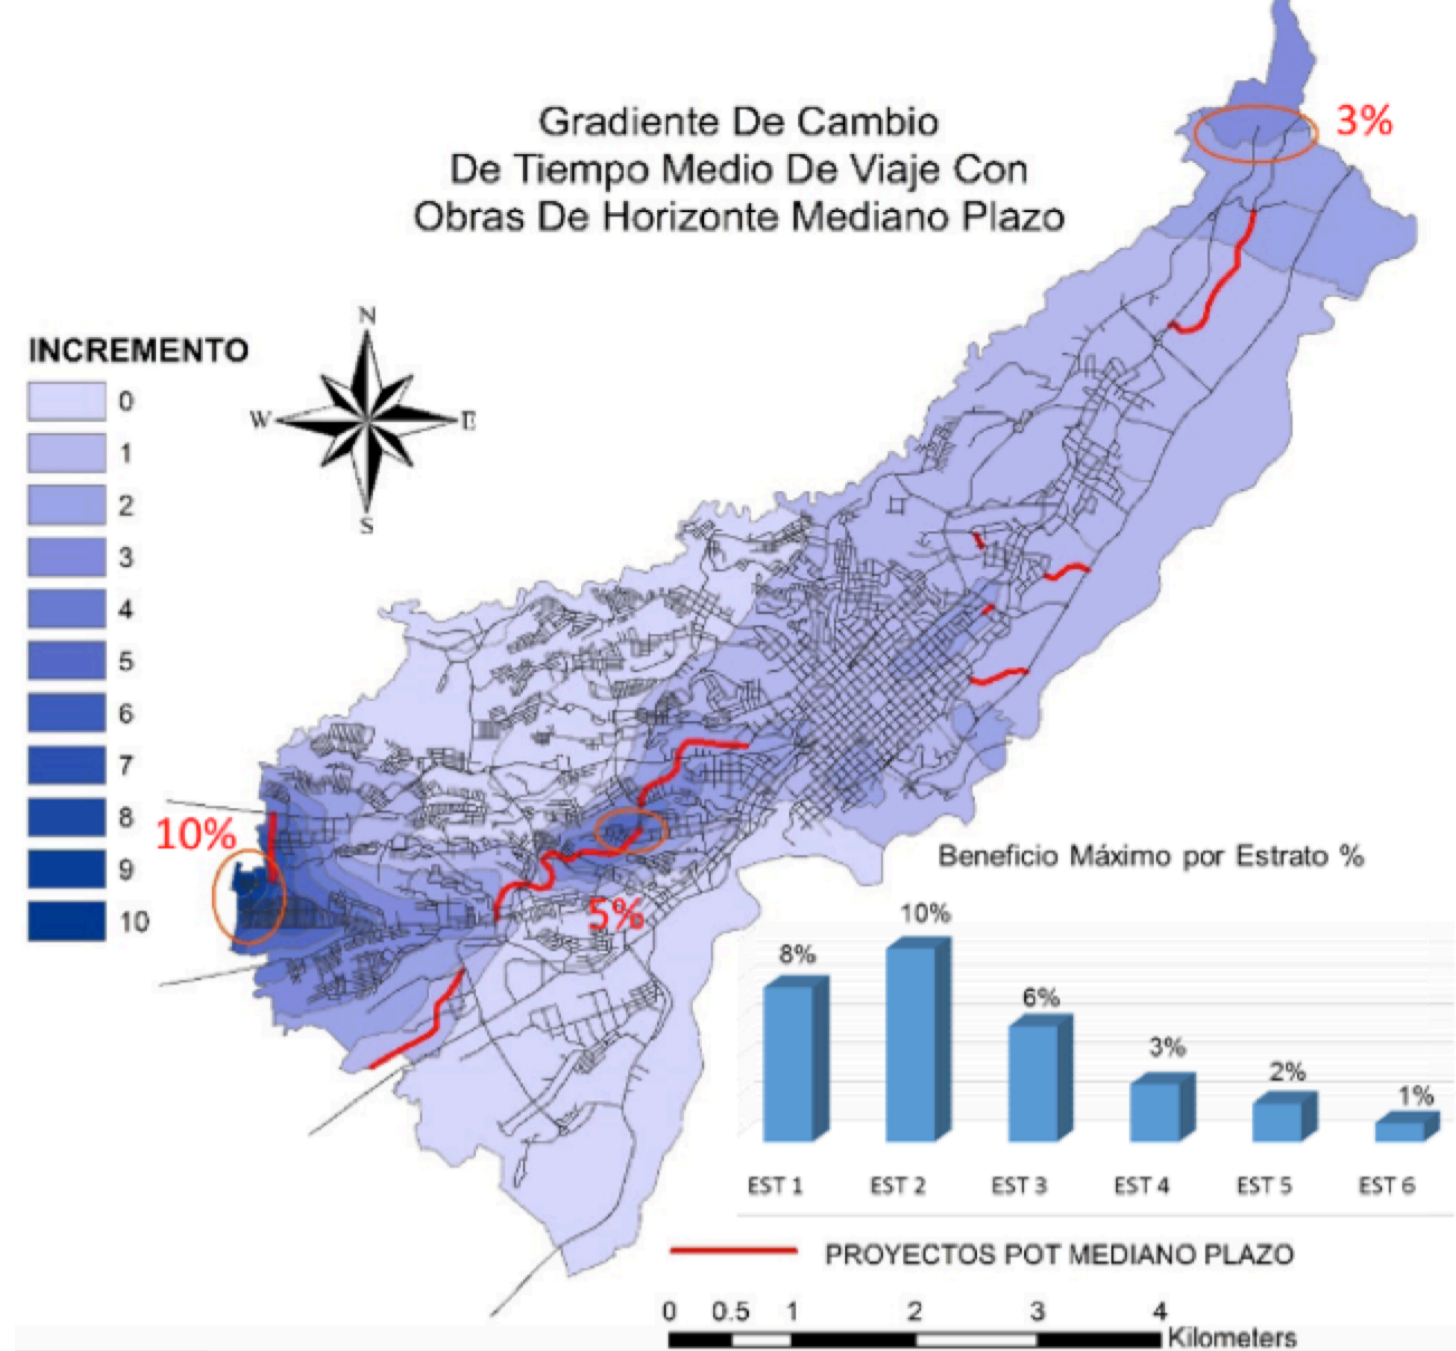 Gradiente De Cambio
De Tiempo Medio De Viaje Con
Obras De Horizonte Mediano Plazo
3%
INCREMENTO
0
1
2
3
4
5
6
7
8
9
10
N
W
E
S
10%
5%
Beneficio Máximo por Estrato %
8%
10%
6%
3%
2%
1%
EST 1
EST 2
EST 3
EST 4
EST 5
EST 6
PROYECTOS POT MEDIANO PLAZO
0 0.5 1 2 3 4
Kilometers